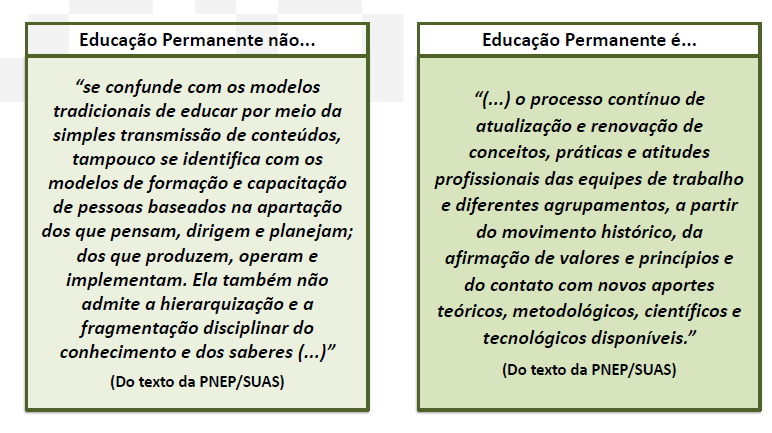 Educação Permanente não...
“se confunde com os modelos
tradicionais de educar por meio da
simples transmissão de conteúdos,
tampouco se identifica com os
modelos de formação e capacitação
de pessoas baseados na apartação
dos que pensam, dirigem e planejam;
dos que produzem, operam e
implementam. Ela também não
admite a hierarquização e a
fragmentação disciplinar do
conhecimento e dos saberes (...)”
(Do texto da PNEP/SUAS)
Educação Permanente é...
“(...) o processo contínuo de
atualização e renovação de
conceitos, práticas e atitudes
profissionais das equipes de trabalho
e diferentes agrupamentos, a partir
do movimento histórico, da
afirmação de valores e princípios e
do contato com novos aportes
teóricos, metodológicos, científicos e
tecnológicos disponíveis.”
(Do texto da PNEP/SUAS)